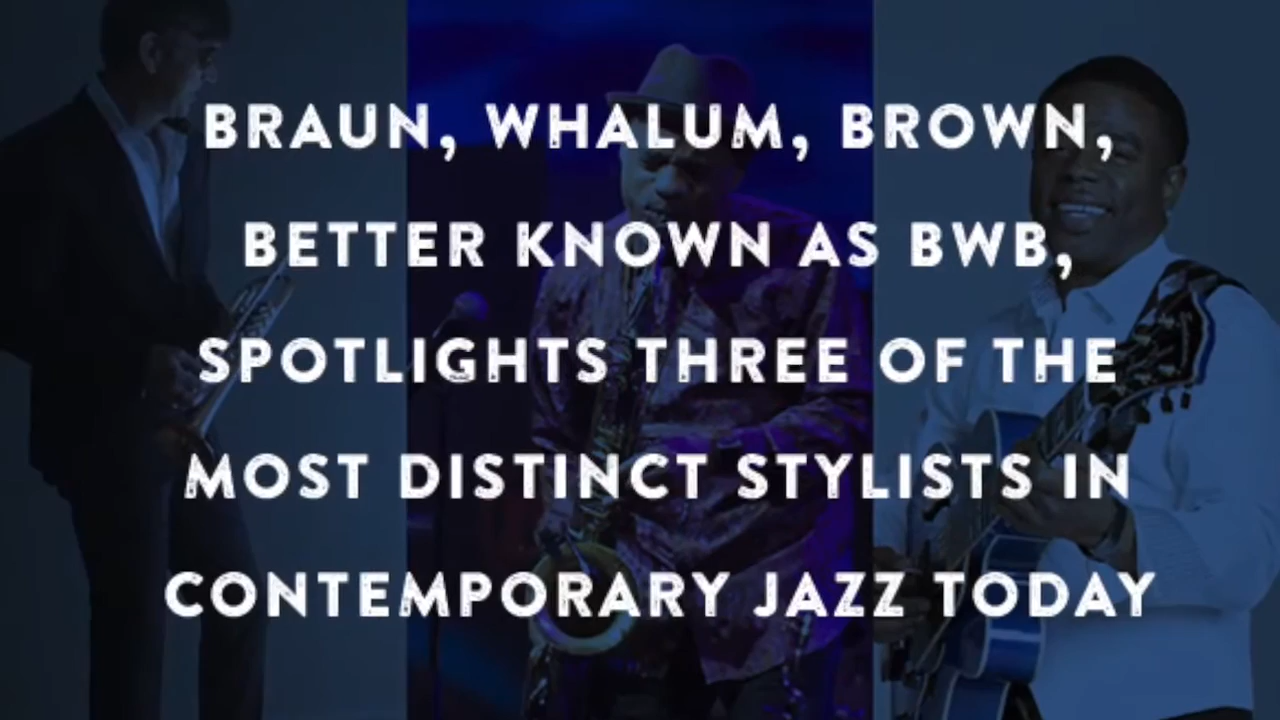 BRAUN, WHALUM, BROWN,
BETTER KNOWN AS BWB,
SPOTLIGHTS THREE OF THE
MOST DISTINCT STYLISTS IN
CONTEMPORARY JAZZ TODAY